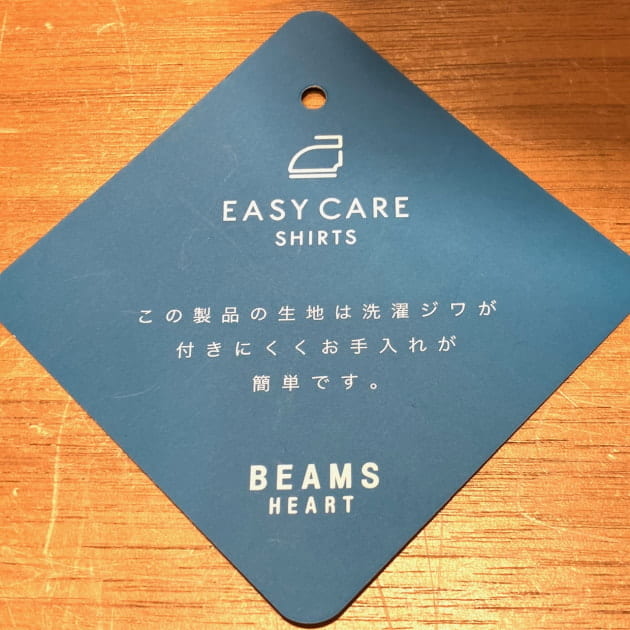 EASY CARE
SHIRTS
この製品の生地は洗濯ジワが
付きにくくお手入れが
簡単です。
BEAMS
HEART